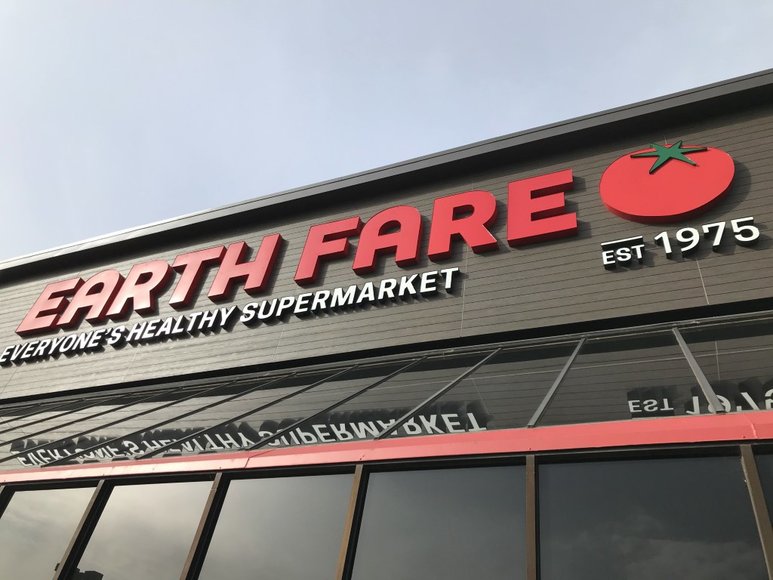 EARTH FARE
EVERYONE'S HEALTHY SUPERMARKET
EST 1975